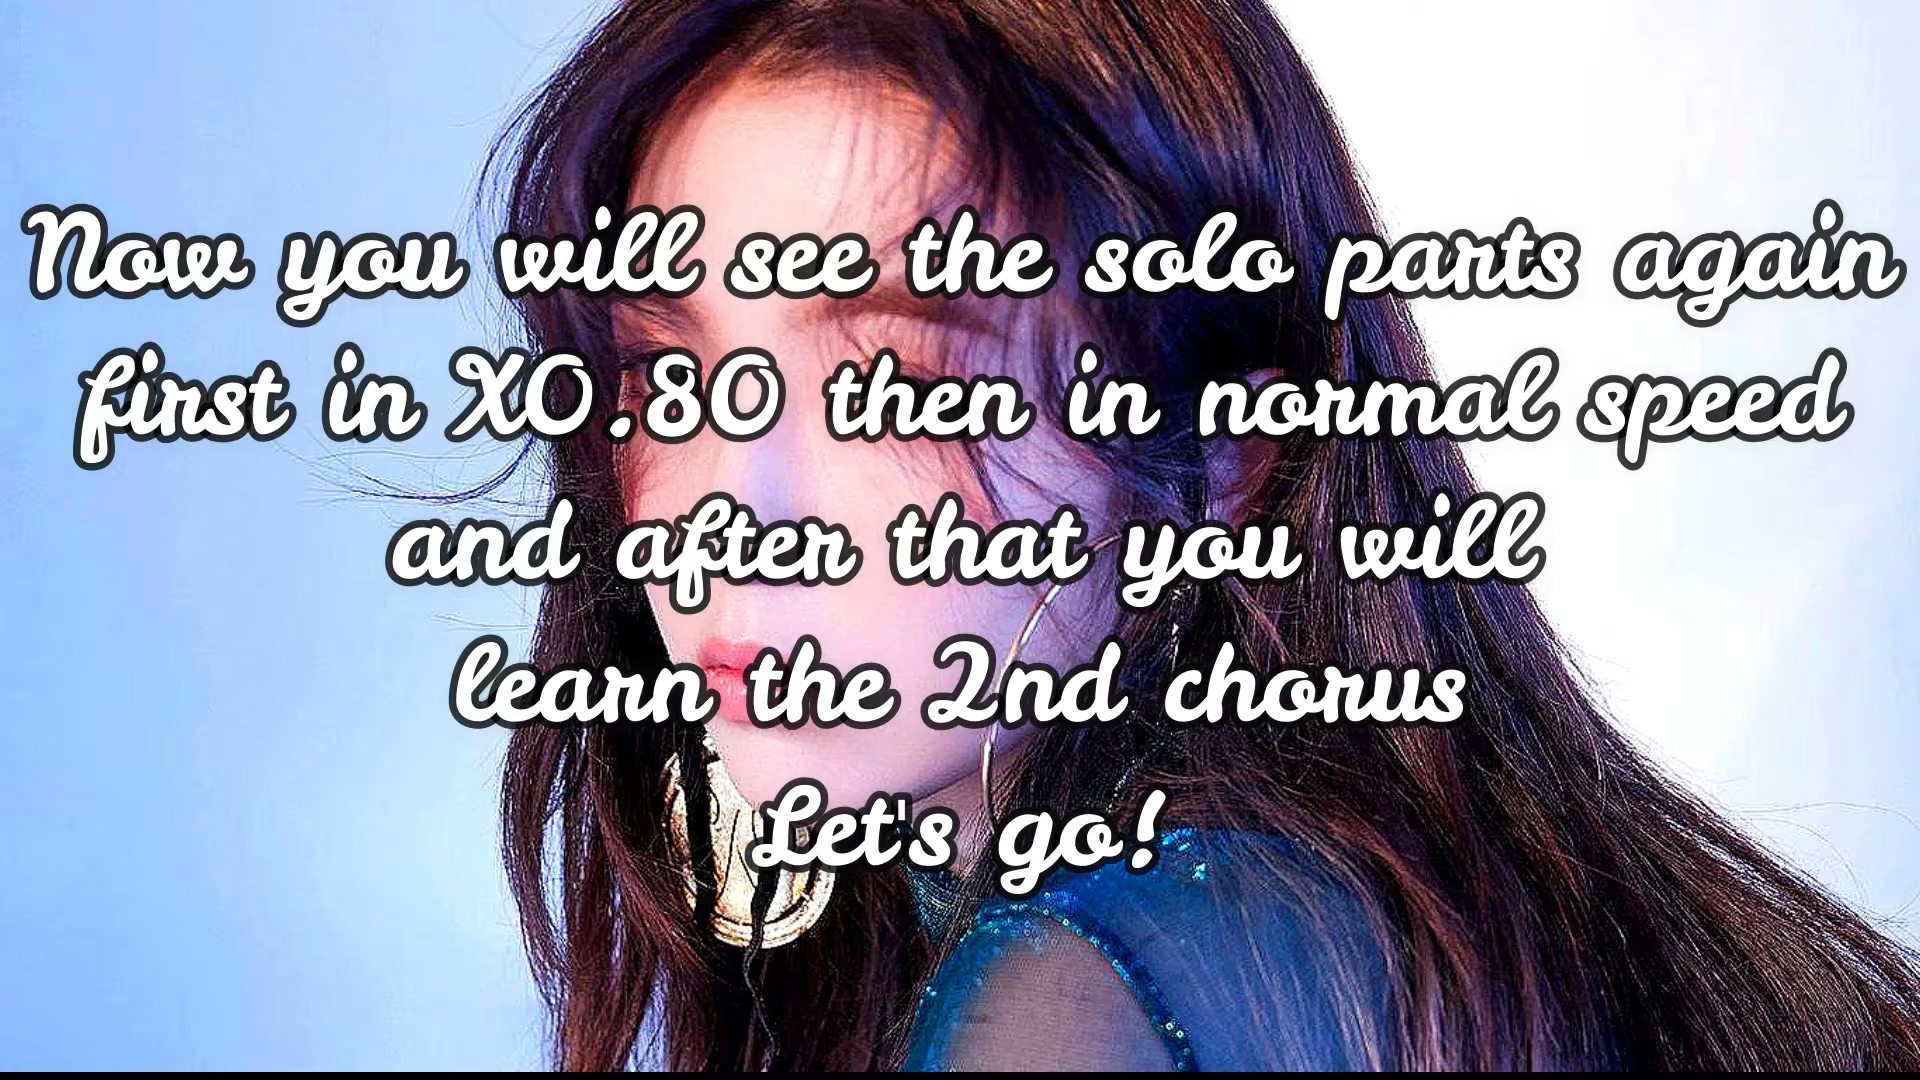 Now you will see the solo parts again
first in X0.80 then in normal speed
and after that you will
learn the 2nd chorus
Let's go!